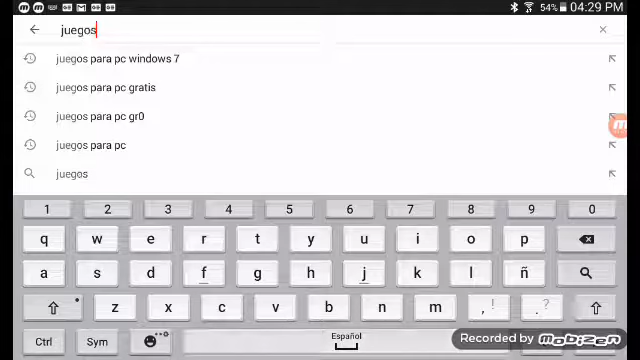 54% 04:29 PM
juegos
juegos para pc windows 7
juegos para pc gratis
juegos para pc gr0
juegos para pc
juegos
1 2 3 4 5 6 7 8 9 0
q w e r t y u i o p
a s d f g h j k l ñ
z x c v b n m , ! . ?
Ctrl Sym Español
Recorded by mobizen